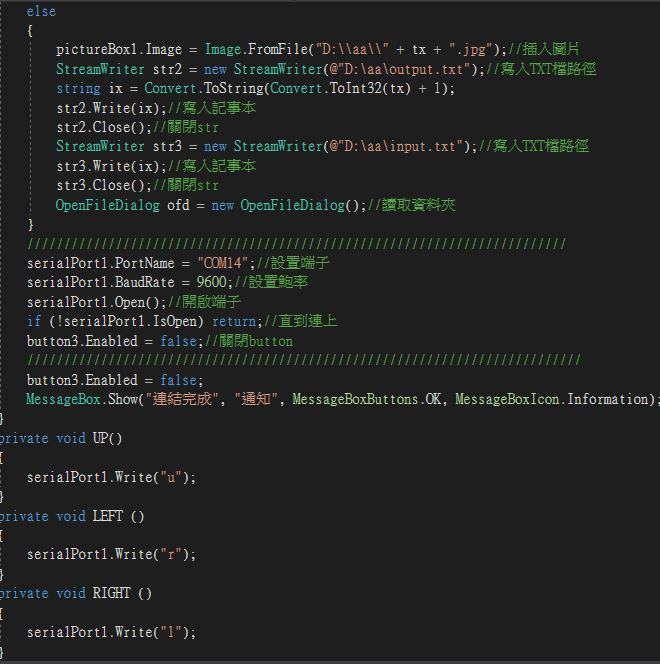 else
{
pictureBox1.Image = Image.FromFile("D:\\aa\\" + tx + ".jpg");//插入圖片
StreamWriter str2 = new StreamWriter(@"D:\aa\output.txt");//寫入TXT檔路徑
string ix = Convert.ToString(Convert.ToInt32(tx) + 1);
str2.Write(ix);//寫入記事本
str2.Close();//關閉str
StreamWriter str3 = new StreamWriter(@"D:\aa\input.txt");//寫入TXT檔路徑
str3.Write(ix);//寫入記事本
str3.Close();//關閉str
OpenFileDialog ofd = new OpenFileDialog();//讀取資料夾
}
//////////////////////////////////////////////////////////////////////////
serialPort1.PortName = "COM14";//設置端子
serialPort1.BaudRate = 9600;//設置鮑率
serialPort1.Open();//開啟端子
if (!serialPort1.IsOpen) return;//直到連上
button3.Enabled = false;//關閉button
////////////////////////////////////////////////////////////////////////////
button3.Enabled = false;
MessageBox.Show("連結完成", "通知", MessageBoxButtons.OK, MessageBoxIcon.Information);
}
private void UP()
{
serialPort1.Write("u");
}
private void LEFT ()
{
serialPort1.Write("r");
}
private void RIGHT ()
{
serialPort1.Write("l");
}